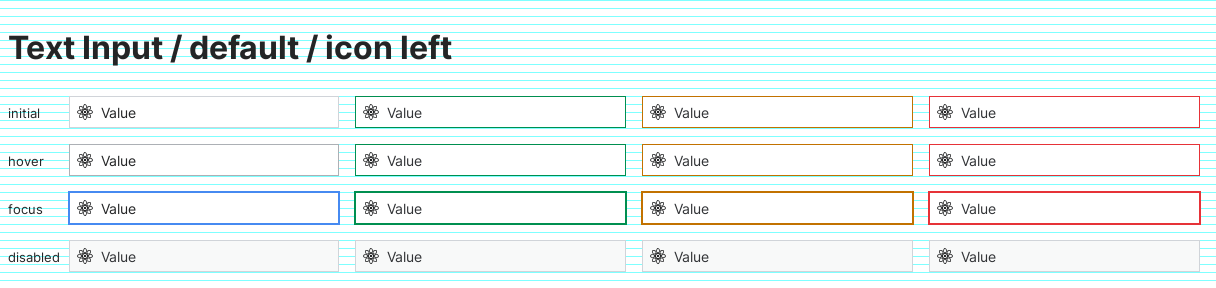 Text Input / default / icon left
initial Value Value Value Value
hover Value Value Value Value
focus Value Value Value Value
disabled Value Value Value Value